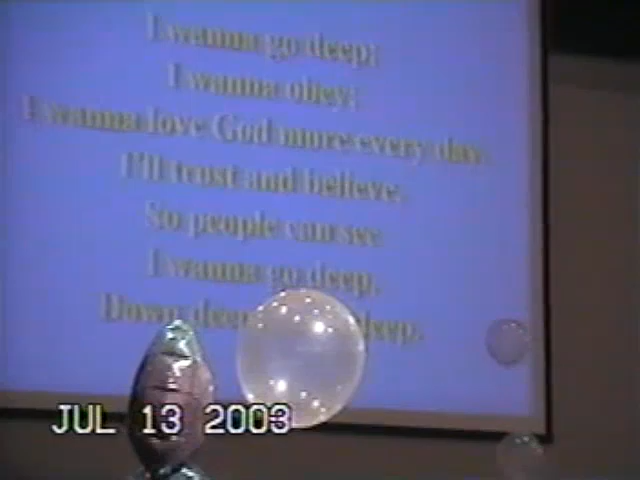 I wanna go deep;
I wanna obey;
I wanna love God more every day.
I'll trust and believe,
So people can see
I wanna go deep,
Down deep, deep.
JUL 13 2003